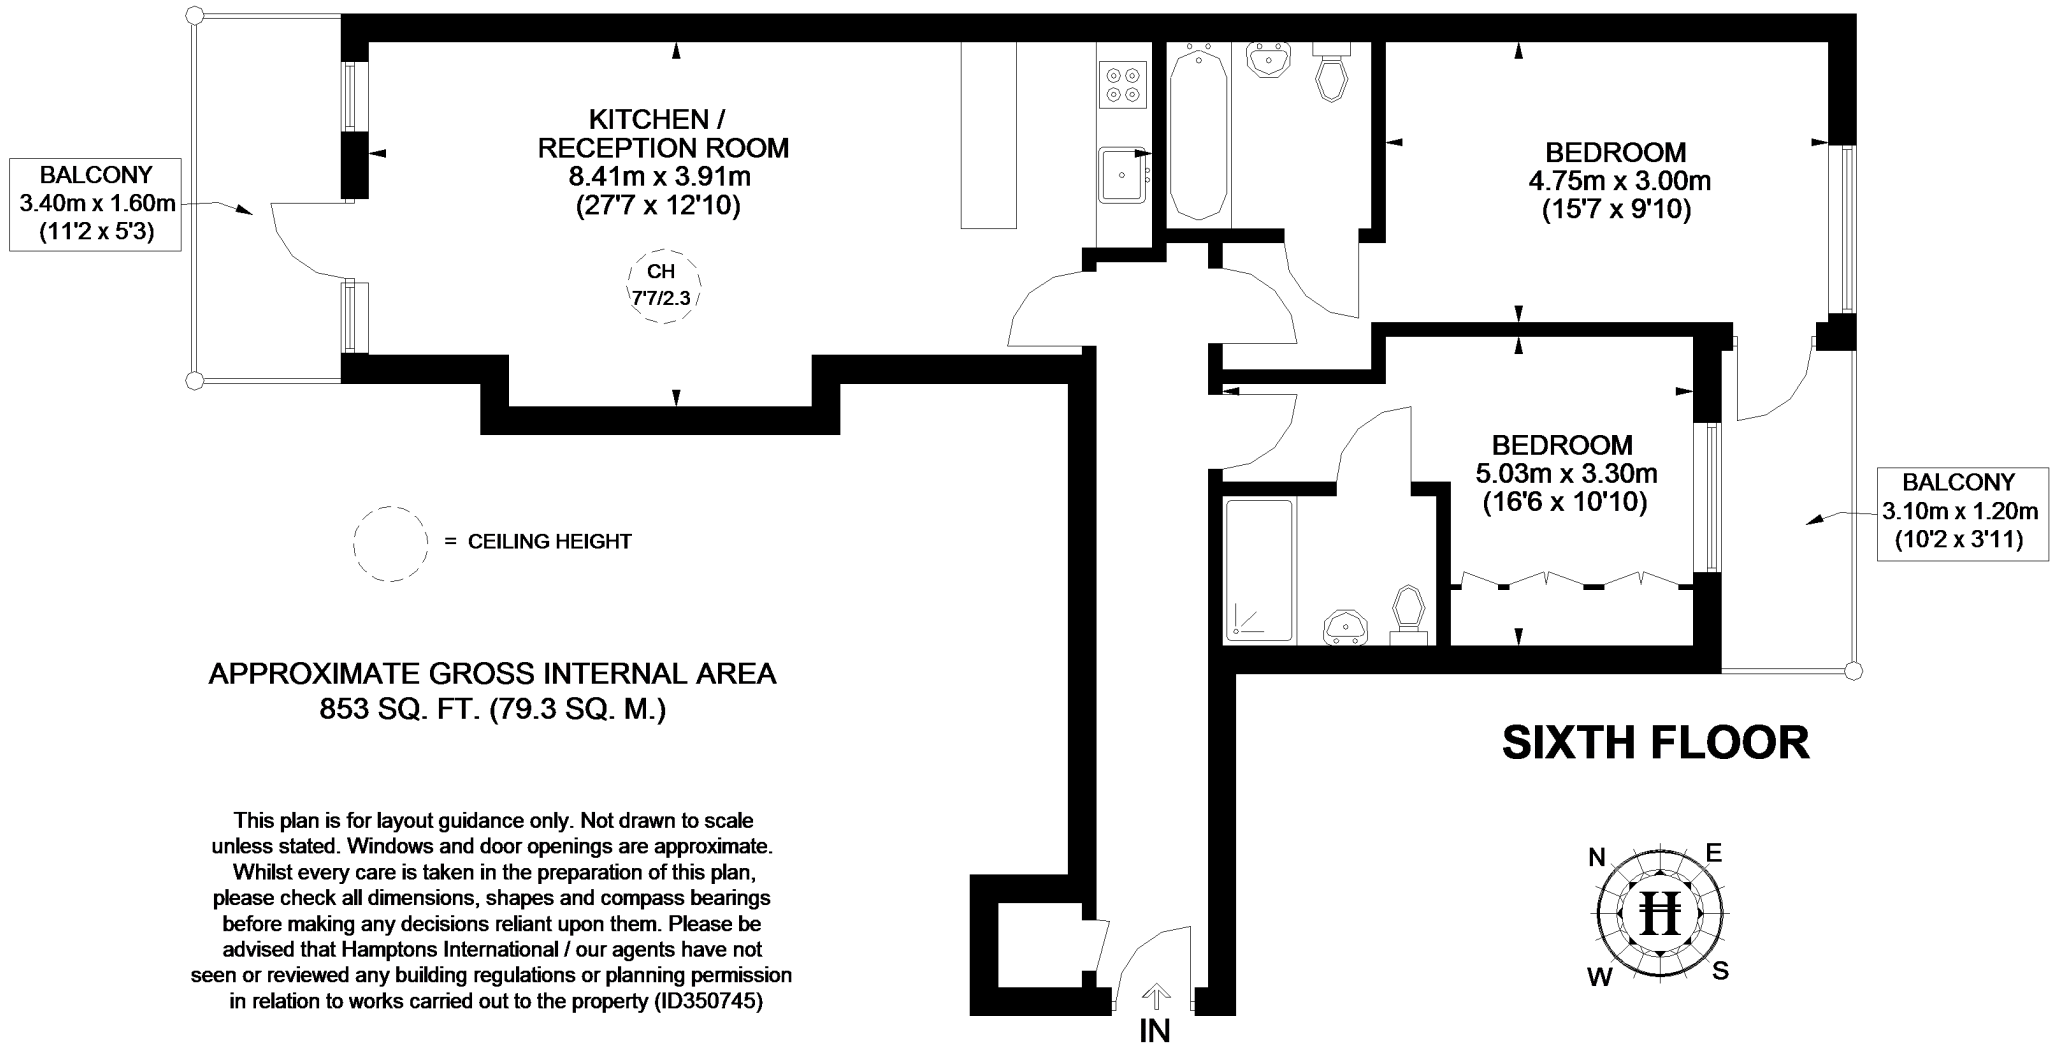 KITCHEN /
RECEPTION ROOM
8.41m x 3.91m
(27'7 x 12'10)
BEDROOM
4.75m x 3.00m
(15'7 x 9'10)
BALCONY
3.40m x 1.60m
(11'2 x 5'3)
CH
7'7/2.3
BEDROOM
5.03m x 3.30m
(16'6 x 10'10)
BALCONY
3.10m x 1.20m
(10'2 x 3'11)
= CEILING HEIGHT
APPROXIMATE GROSS INTERNAL AREA
853 SQ. FT. (79.3 SQ. M.)
SIXTH FLOOR
This plan is for layout guidance only. Not drawn to scale
unless stated. Windows and door openings are approximate.
Whilst every care is taken in the preparation of this plan,
please check all dimensions, shapes and compass bearings
before making any decisions reliant upon them. Please be
advised that Hamptons International / our agents have not
seen or reviewed any building regulations or planning permission
in relation to works carried out to the property (ID350745)
N
E
H
W
S
IN